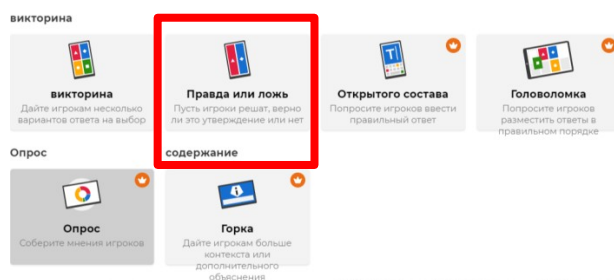 викторина
викторина
Дайте игрокам несколько
вариантов ответа на выбор
Правда или ложь
Пусть игроки решат, верно
ли это утверждение или нет
Открытого состава
Попросите игроков ввести
правильный ответ
Головоломка
Попросите игроков
разместить ответы в
правильном порядке
Опрос
содержание
Опрос
Соберите мнения игроков
Горка
Дайте игрокам больше
контекста или
дополнительного
объяснения